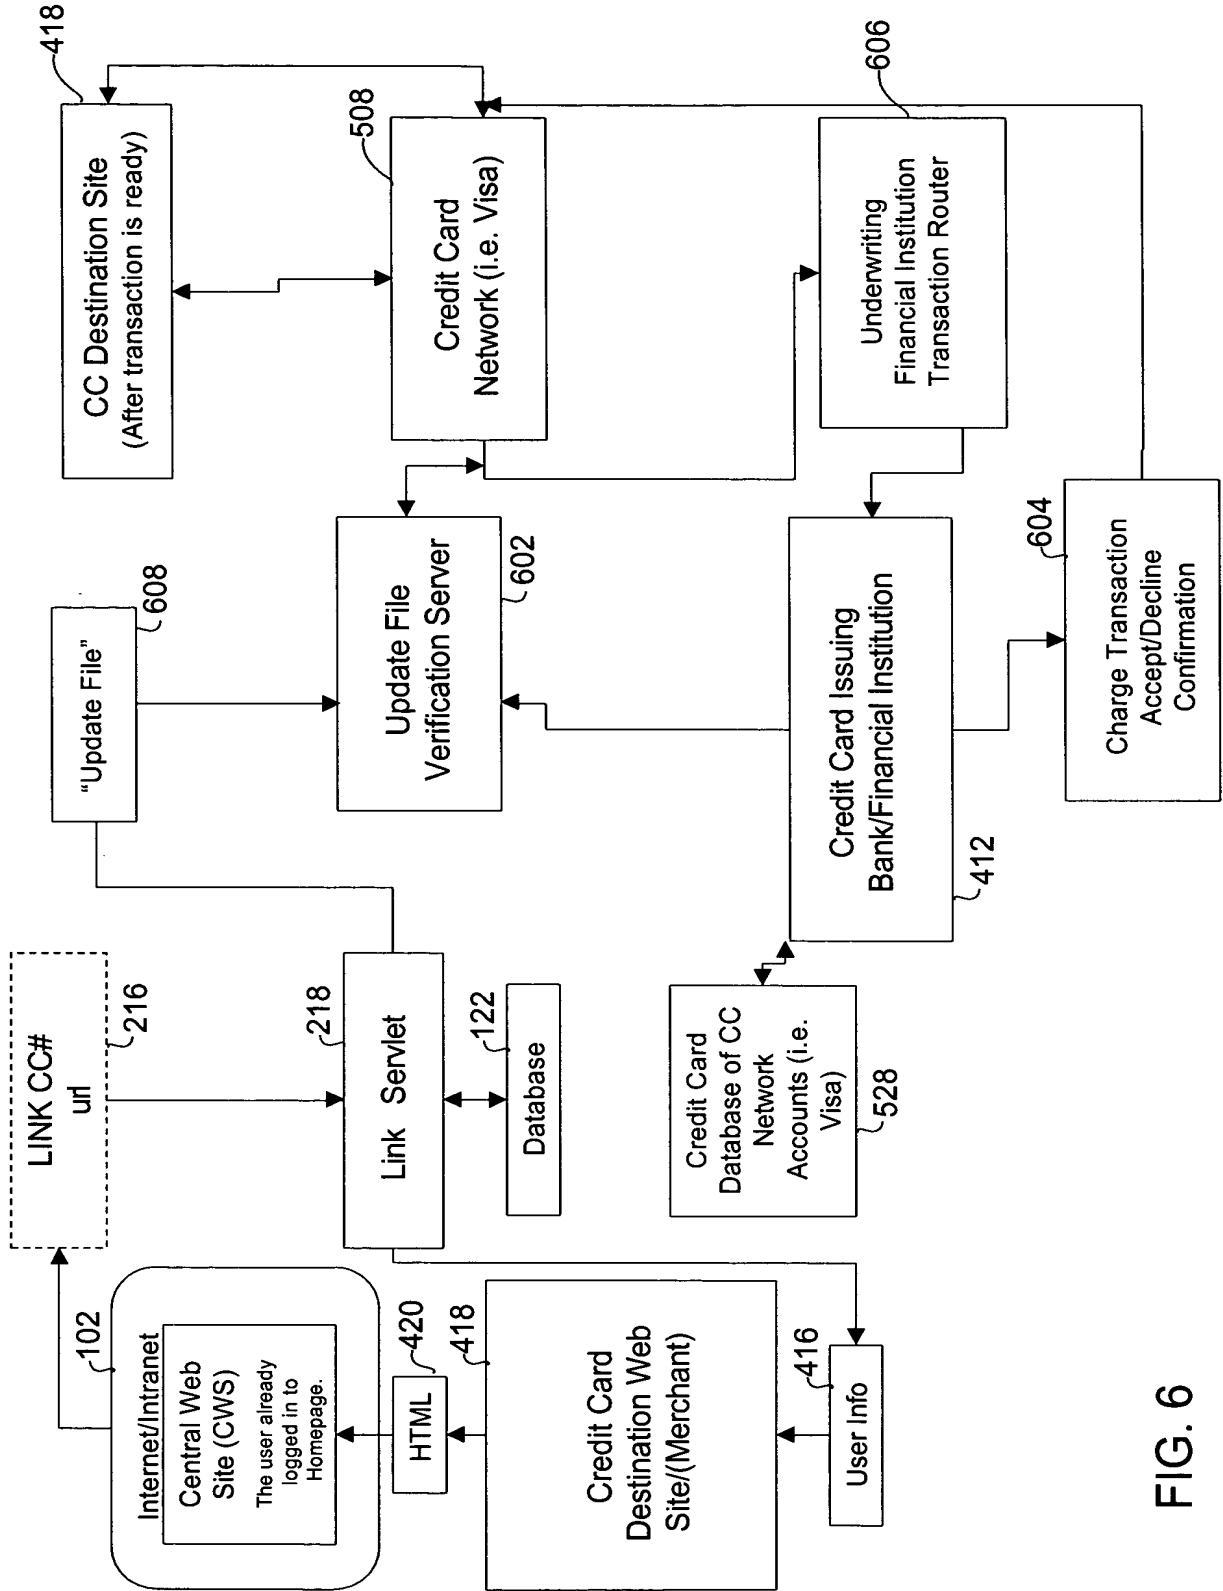 LINK CC#
url
216
"Update File"
608
CC Destination Site
(After transaction is ready)
418
102
Internet/Intranet
Central Web
Site (CWS)
The user already
logged in to
Homepage.
HTML
420
Link Servlet
218
Database
122
Update File
Verification Server
602
Credit Card
Network (i.e. Visa)
508
Credit Card
Destination Web
Site/(Merchant)
418
User Info
416
Credit Card
Database of CC
Network
Accounts (i.e.
Visa)
528
Credit Card Issuing
Bank/Financial Institution
412
Underwriting
Financial Institution
Transaction Router
606
Charge Transaction
Accept/Decline
Confirmation
604
FIG. 6